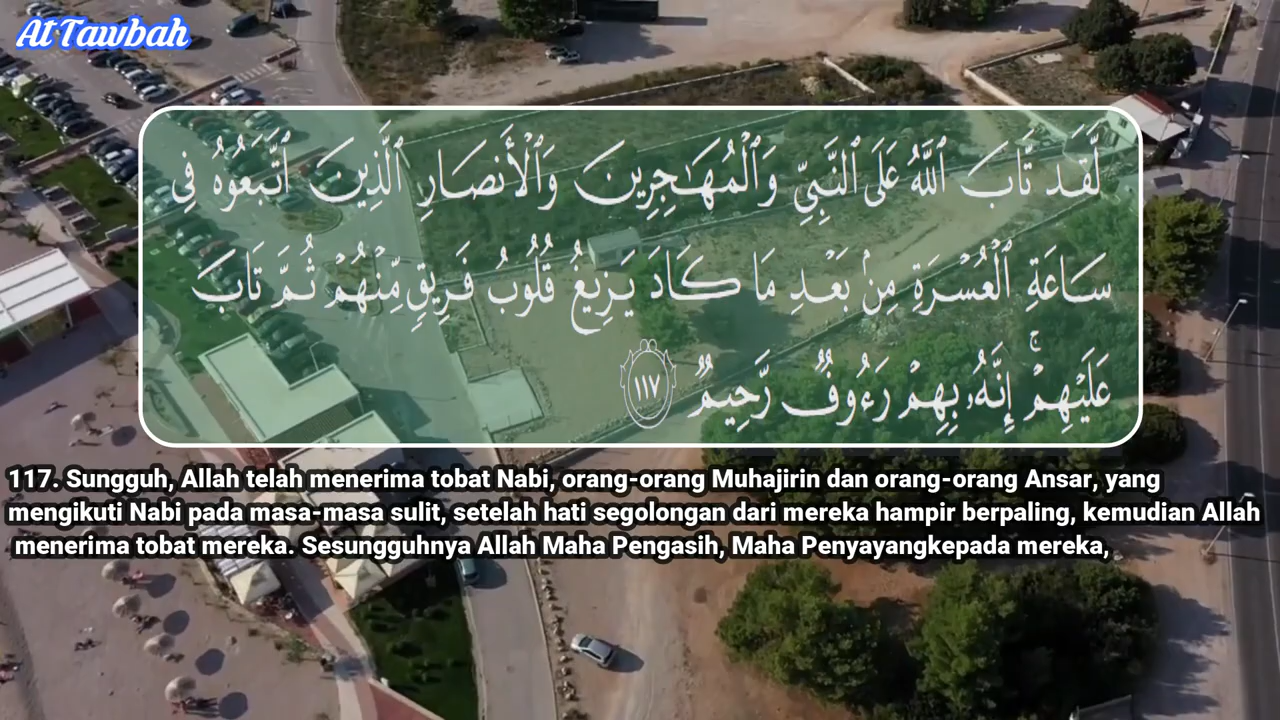 At Tawbah
لَّقَد تَّابَ ٱللَّهُ عَلَى ٱلنَّبِيِّ وَٱلْمُهَـٰجِرِينَ وَٱلْأَنصَارِ ٱلَّذِينَ ٱتَّبَعُوهُ فِى
سَاعَةِ ٱلْعُسْرَةِ مِنۢ بَعْدِ مَا كَادَ يَزِيغُ قُلُوبُ فَرِيقٍ مِّنْهُمْ ثُمَّ تَابَ
عَلَيْهِمْ ۚ إِنَّهُۥ بِهِمْ رَءُوفٌ رَّحِيمٌ ١١٧
117. Sungguh, Allah telah menerima tobat Nabi, orang-orang Muhajirin dan orang-orang Ansar, yang
mengikuti Nabi pada masa-masa sulit, setelah hati segolongan dari mereka hampir berpaling, kemudian Allah
menerima tobat mereka. Sesungguhnya Allah Maha Pengasih, Maha Penyayangkepada mereka,